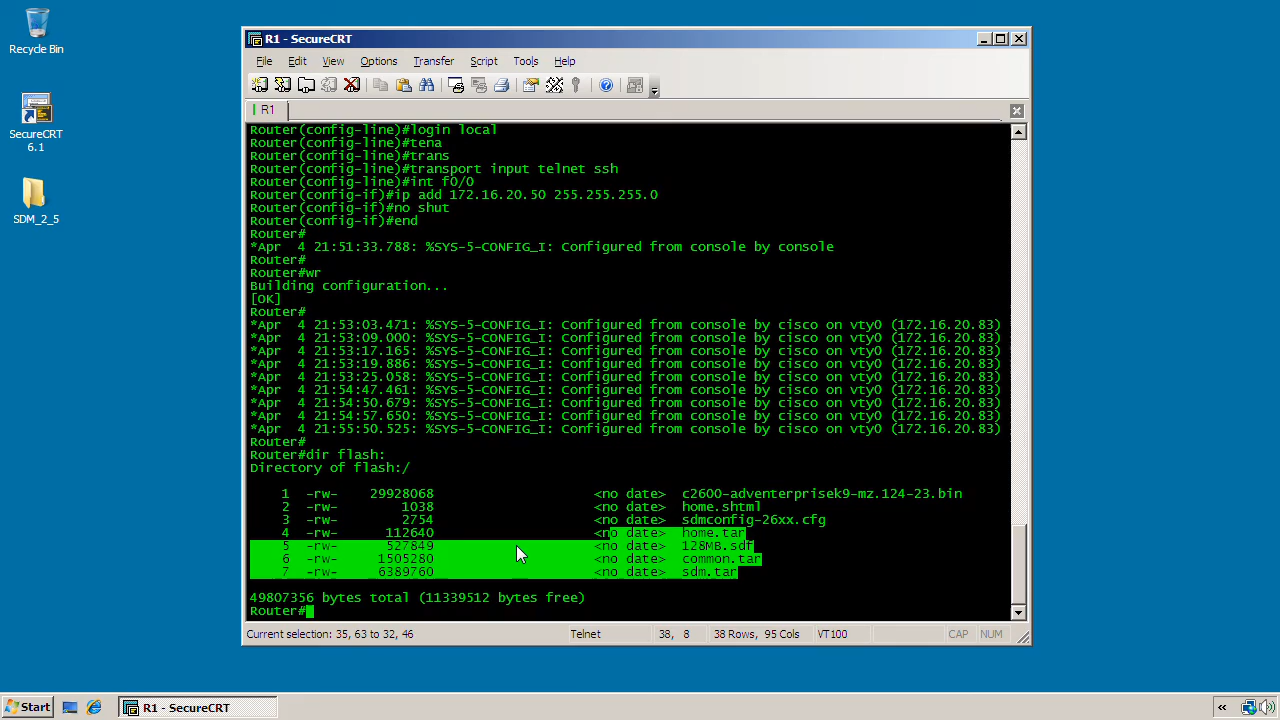 Recycle Bin
SecureCRT
6.1
SDM_2_5
R1 - SecureCRT
File Edit View Options Transfer Script Tools Help
R1
Router(config-line)#login local
Router(config-line)#tena
Router(config-line)#trans
Router(config-line)#transport input telnet ssh
Router(config-line)#int f0/0
Router(config-if)#ip add 172.16.20.50 255.255.255.0
Router(config-if)#no shut
Router(config-if)#end
Router#
*Apr  4 21:51:33.788: %SYS-5-CONFIG_I: Configured from console by console
Router#
Router#wr
Building configuration...
[OK]
Router#
*Apr  4 21:53:03.471: %SYS-5-CONFIG_I: Configured from console by cisco on vty0 (172.16.20.83)
*Apr  4 21:53:09.000: %SYS-5-CONFIG_I: Configured from console by cisco on vty0 (172.16.20.83)
*Apr  4 21:53:17.165: %SYS-5-CONFIG_I: Configured from console by cisco on vty0 (172.16.20.83)
*Apr  4 21:53:19.886: %SYS-5-CONFIG_I: Configured from console by cisco on vty0 (172.16.20.83)
*Apr  4 21:53:25.058: %SYS-5-CONFIG_I: Configured from console by cisco on vty0 (172.16.20.83)
*Apr  4 21:54:47.461: %SYS-5-CONFIG_I: Configured from console by cisco on vty0 (172.16.20.83)
*Apr  4 21:54:50.679: %SYS-5-CONFIG_I: Configured from console by cisco on vty0 (172.16.20.83)
*Apr  4 21:54:57.650: %SYS-5-CONFIG_I: Configured from console by cisco on vty0 (172.16.20.83)
*Apr  4 21:55:50.525: %SYS-5-CONFIG_I: Configured from console by cisco on vty0 (172.16.20.83)
Router#
Router#dir flash:
Directory of flash:/
1 -rw- 29928068 <no date> c2600-adventerprisek9-mz.124-23.bin
2 -rw- 1038 <no date> home.shtml
3 -rw- 2754 <no date> sdmconfig-26xx.cfg
4 -rw- 112640 <no date> home.tar
5 -rw- 527849 <no date> 128MB.sdf
6 -rw- 1505280 <no date> common.tar
7 -rw- 6389760 <no date> sdm.tar
49807356 bytes total (11339512 bytes free)
Router#
Current selection: 35, 63 to 32, 46 Telnet 38, 8 38 Rows, 95 Cols VT100 CAP NUM
Start R1 - SecureCRT «